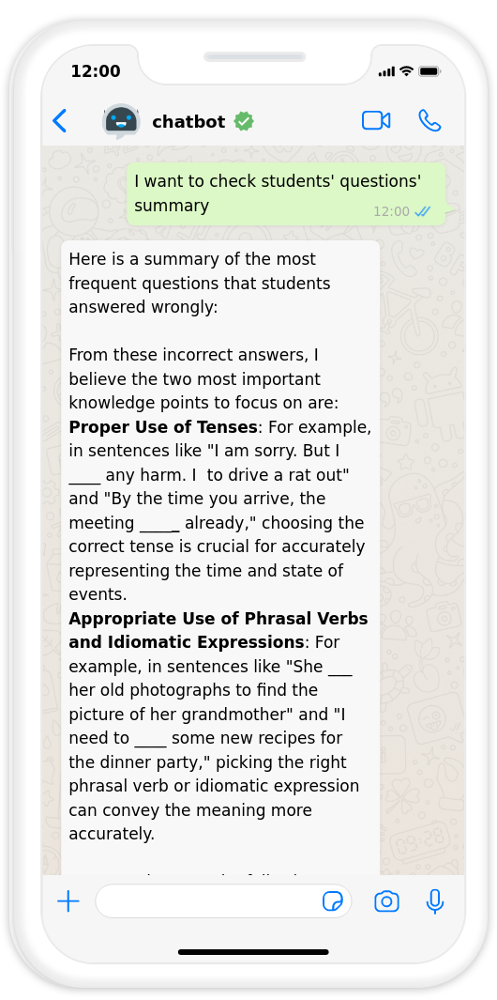 12:00
chatbot
I want to check students' questions'
summary
12:00
Here is a summary of the most
frequent questions that students
answered wrongly:
From these incorrect answers, I
believe the two most important
knowledge points to focus on are:
Proper Use of Tenses: For example,
in sentences like "I am sorry. But I
____ any harm. I  to drive a rat out"
and "By the time you arrive, the
meeting _____ already," choosing the
correct tense is crucial for accurately
representing the time and state of
events.
Appropriate Use of Phrasal Verbs
and Idiomatic Expressions: For
example, in sentences like "She ___
her old photographs to find the
picture of her grandmother" and "I
need to ____ some new recipes for
the dinner party," picking the right
phrasal verb or idiomatic expression
can convey the meaning more
accurately.